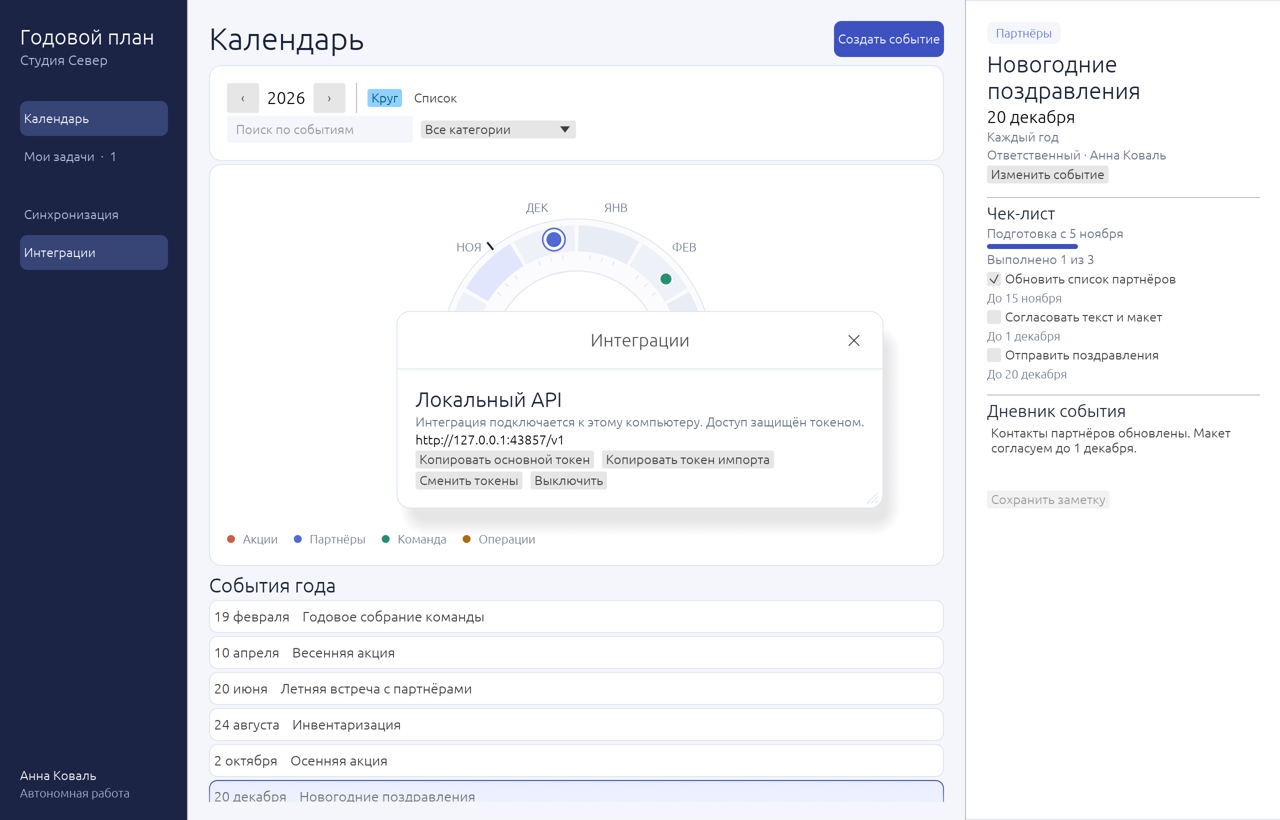 Годовой план
Студия Север
Календарь
Мои задачи · 1
Синхронизация
Интеграции
Анна Коваль
Автономная работа
Календарь
Создать событие
‹ 2026 › Круг Список
Поиск по событиям Все категории
ДЕК ЯНВ
НОЯ ФЕВ
Интеграции
Локальный API
Интеграция подключается к этому компьютеру. Доступ защищён токеном.
http://127.0.0.1:43857/v1
Копировать основной токен Копировать токен импорта
Сменить токены Выключить
Акции Партнёры Команда Операции
События года
19 февраля Годовое собрание команды
10 апреля Весенняя акция
20 июня Летняя встреча с партнёрами
24 августа Инвентаризация
2 октября Осенняя акция
20 декабря Новогодние поздравления
Партнёры
Новогодние
поздравления
20 декабря
Каждый год
Ответственный · Анна Коваль
Изменить событие
Чек-лист
Подготовка с 5 ноября
Выполнено 1 из 3
Обновить список партнёров
До 15 ноября
Согласовать текст и макет
До 1 декабря
Отправить поздравления
До 20 декабря
Дневник события
Контакты партнёров обновлены. Макет
согласуем до 1 декабря.
Сохранить заметку